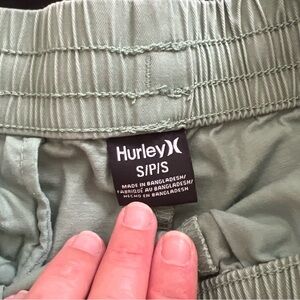 Hurley
S/P/S
MADE IN BANGLADESH/
FABRIQUÉ AU BANGLADESH/
HECHO EN BANGLADESH